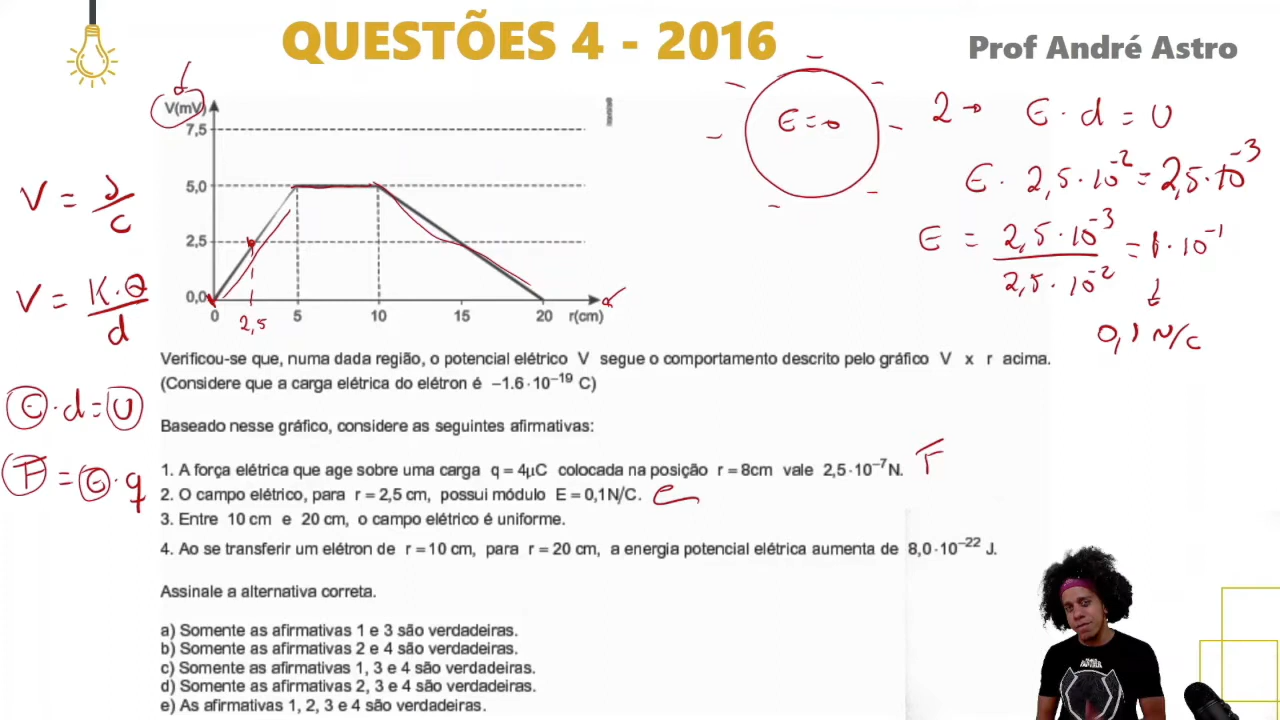 QUESTÕES 4 - 2016
Prof André Astro
V(mV)
7,5
5,0
2,5
0,0
0 5 10 15 20 r(cm)
2,5
V = J/C
V = K·Q/d
E·d=U
F = E·q
E=0
2→ E·d = U
E·2,5·10⁻² = 2,5·10⁻³
E = 2,5·10⁻³/2,5·10⁻² = 1·10⁻¹
0,1 N/C
Verificou-se que, numa dada região, o potencial elétrico V segue o comportamento descrito pelo gráfico V x r acima.
(Considere que a carga elétrica do elétron é −1.6·10⁻¹⁹ C)
Baseado nesse gráfico, considere as seguintes afirmativas:
1. A força elétrica que age sobre uma carga q = 4μC colocada na posição r = 8cm vale 2,5·10⁻⁷N. F
2. O campo elétrico, para r = 2,5 cm, possui módulo E = 0,1N/C.
3. Entre 10 cm e 20 cm, o campo elétrico é uniforme.
4. Ao se transferir um elétron de r = 10 cm, para r = 20 cm, a energia potencial elétrica aumenta de 8,0·10⁻²² J.
Assinale a alternativa correta.
a) Somente as afirmativas 1 e 3 são verdadeiras.
b) Somente as afirmativas 2 e 4 são verdadeiras.
c) Somente as afirmativas 1, 3 e 4 são verdadeiras.
d) Somente as afirmativas 2, 3 e 4 são verdadeiras.
e) As afirmativas 1, 2, 3 e 4 são verdadeiras.